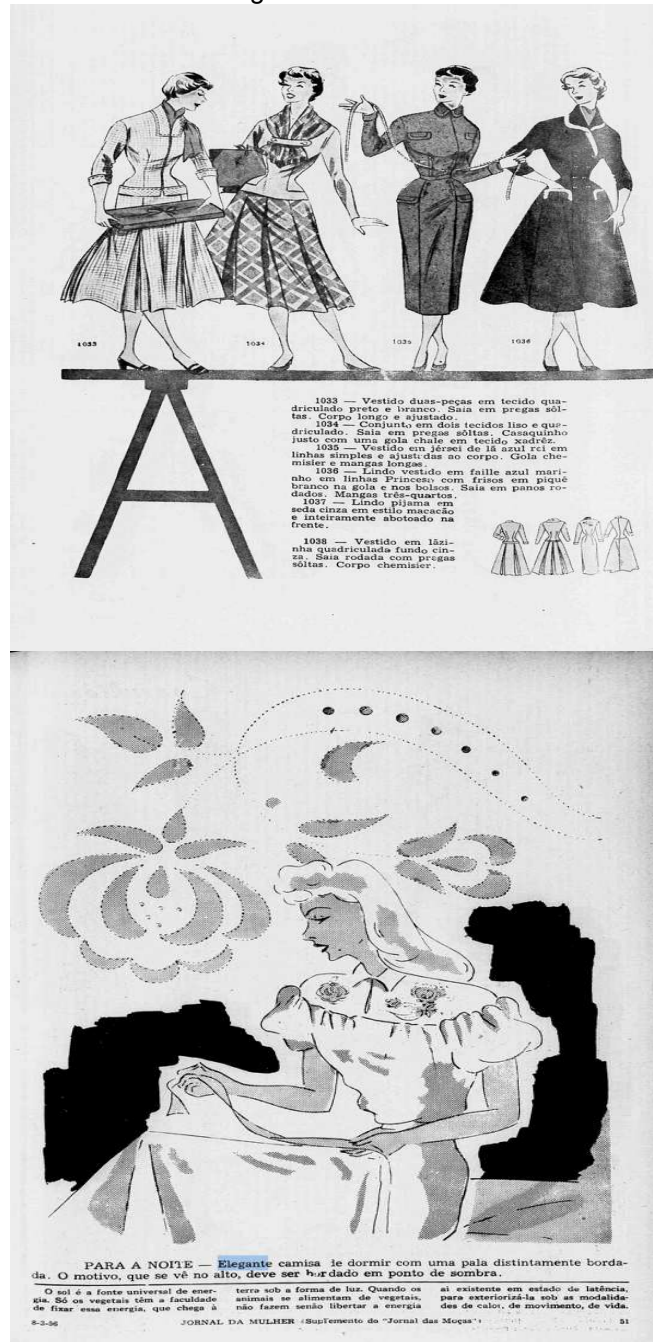 1033
1034
1035
1036
1033 — Vestido duas-peças em tecido qua-
driculado preto e branco. Saia em pregas sôl-
tas. Corpo longo e ajustado.
1034 — Conjunto em dois tecidos liso e qua-
driculado. Saia em pregas sôltas. Casaquinho
justo com uma gola chale em tecido xadrêz.
1035 — Vestido em jérsei de lã azul rei em
linhas simples e ajustadas ao corpo. Gola che-
misier e mangas longas.
1036 — Lindo vestido em faille azul mari-
nho em linhas Princesa com frisos em piquê
branco na gola e nos bolsos. Saia em panos ro-
dados. Mangas três-quartos.
1037 — Lindo pijama em
seda cinza em estilo macacão
e inteiramente abotoado na
frente.
1038 — Vestido em lãzi-
nha quadriculada fundo cin-
za. Saia rodada com pregas
sôltas. Corpo chemisier.
PARA A NOITE — Elegante camisa de dormir com uma pala distintamente borda-
da. O motivo, que se vê no alto, deve ser bordado em ponto de sombra.
O sol é a fonte universal de ener-
gia. Só os vegetais têm a faculdade
de fixar essa energia, que chega à
terra sob a forma de luz. Quando os
animais se alimentam de vegetais,
não fazem senão libertar a energia
aí existente em estado de latência,
para exteriorizá-la sob as modalida-
des de calor, de movimento, de vida.
8-3-56 JORNAL DA MULHER (Suplemento do "Jornal das Moças") 51